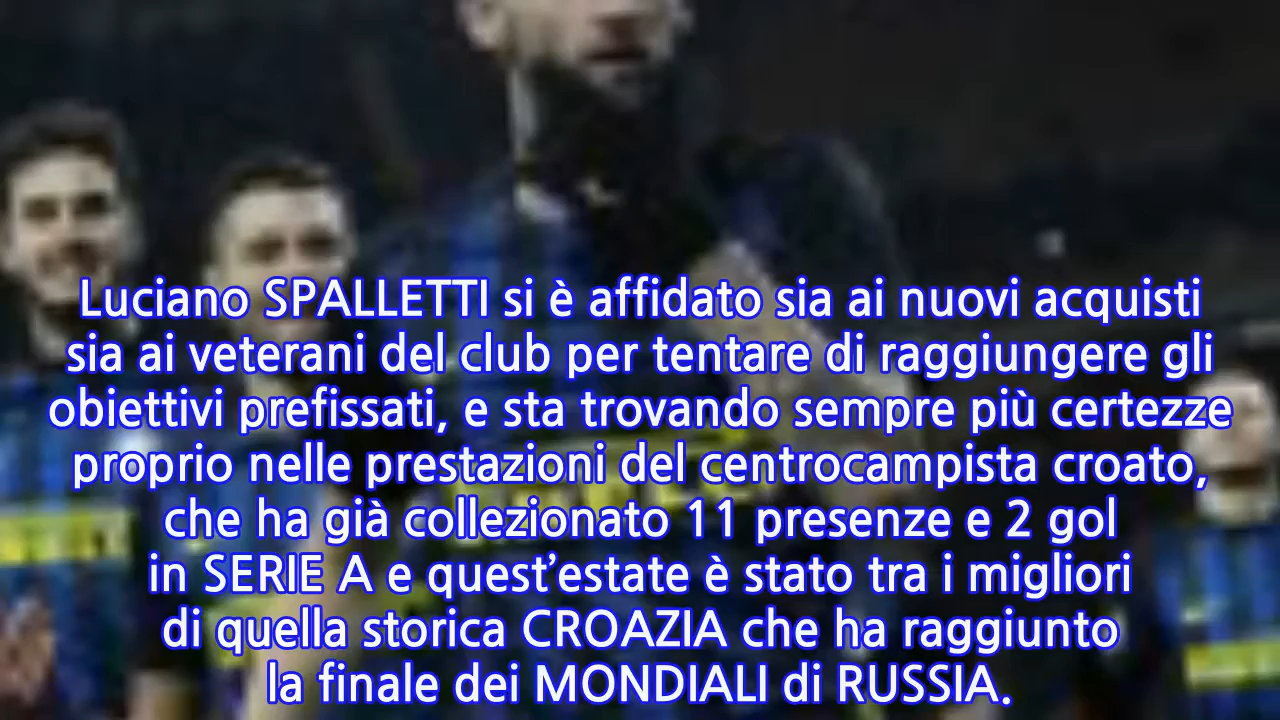 Luciano SPALLETTI si è affidato sia ai nuovi acquisti
sia ai veterani del club per tentare di raggiungere gli
obiettivi prefissati, e sta trovando sempre più certezze
proprio nelle prestazioni del centrocampista croato,
che ha già collezionato 11 presenze e 2 gol
in SERIE A e quest’estate è stato tra i migliori
di quella storica CROAZIA che ha raggiunto
la finale dei MONDIALI di RUSSIA.